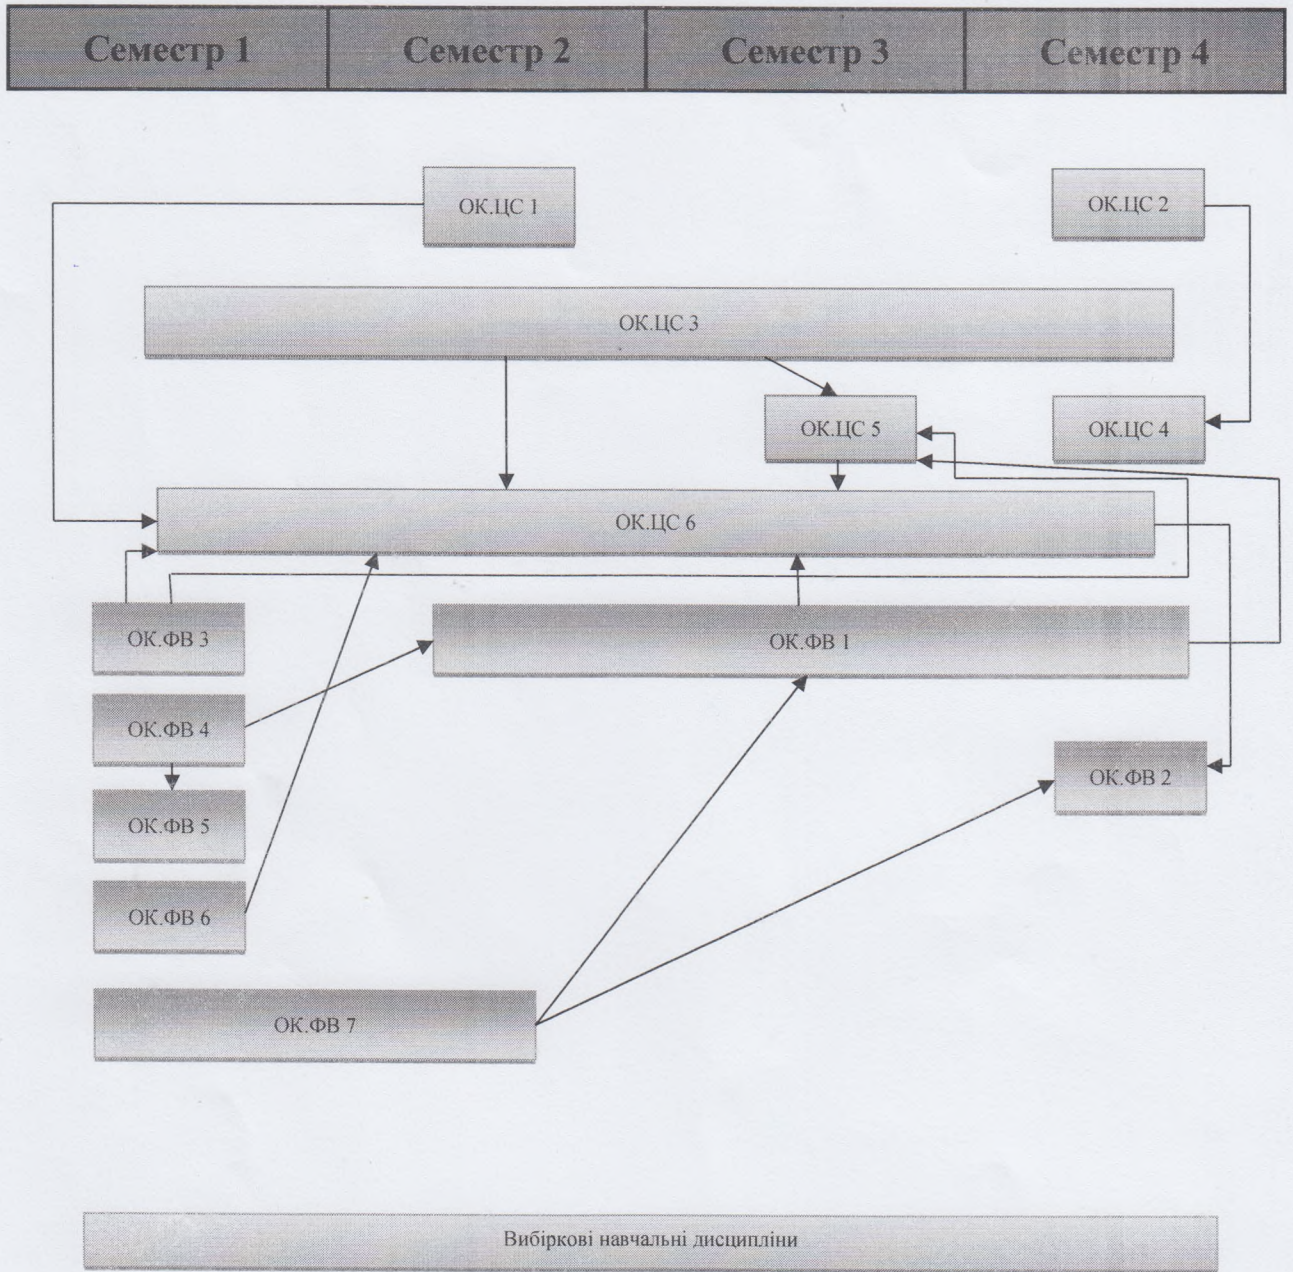 Семестр 1 Семестр 2 Семестр 3 Семестр 4
ОК.ЦС 1
ОК.ЦС 2
ОК.ЦС 3
ОК.ЦС 5
ОК.ЦС 4
ОК.ЦС 6
ОК.ФВ 3
ОК.ФВ 1
ОК.ФВ 4
ОК.ФВ 2
ОК.ФВ 5
ОК.ФВ 6
ОК.ФВ 7
Вибіркові навчальні дисципліни